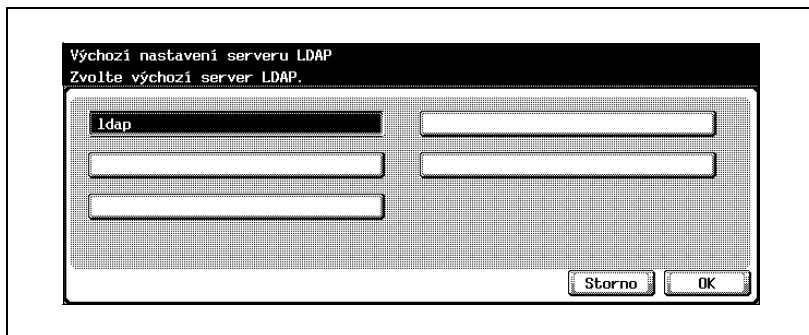 Výchozí nastavení serveru LDAP
Zvolte výchozí server LDAP.
ldap
Storno OK